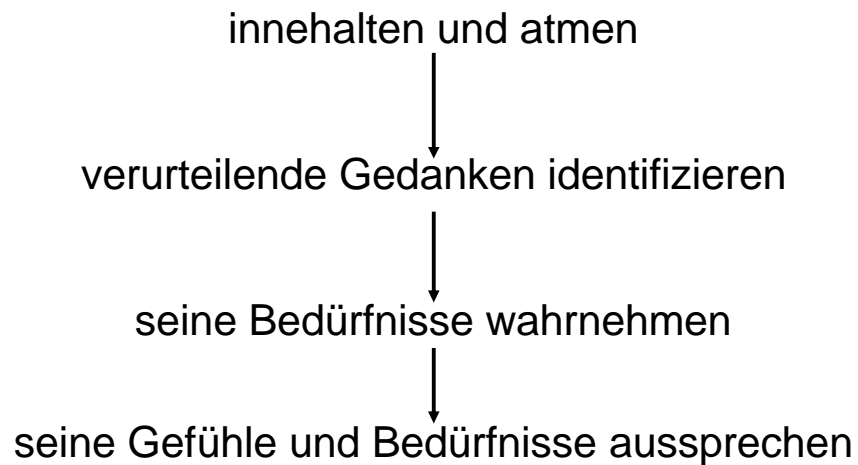 innehalten und atmen
verurteilende Gedanken identifizieren
seine Bedürfnisse wahrnehmen
seine Gefühle und Bedürfnisse aussprechen